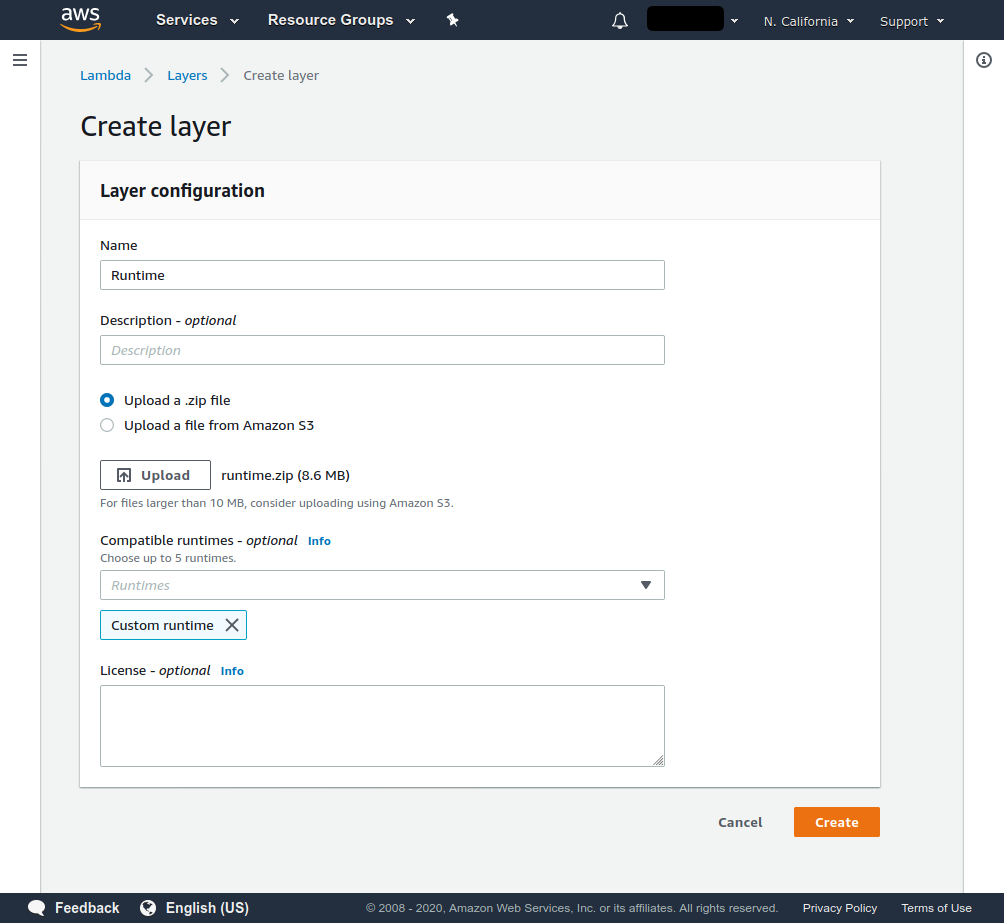 aws Services Resource Groups N. California Support
Lambda Layers Create layer
Create layer
Layer configuration
Name
Runtime
Description - optional
Description
Upload a .zip file
Upload a file from Amazon S3
Upload runtime.zip (8.6 MB)
For files larger than 10 MB, consider uploading using Amazon S3.
Compatible runtimes - optional Info
Choose up to 5 runtimes.
Runtimes
Custom runtime
License - optional Info
Cancel Create
Feedback English (US) © 2008 - 2020, Amazon Web Services, Inc. or its affiliates. All rights reserved. Privacy Policy Terms of Use